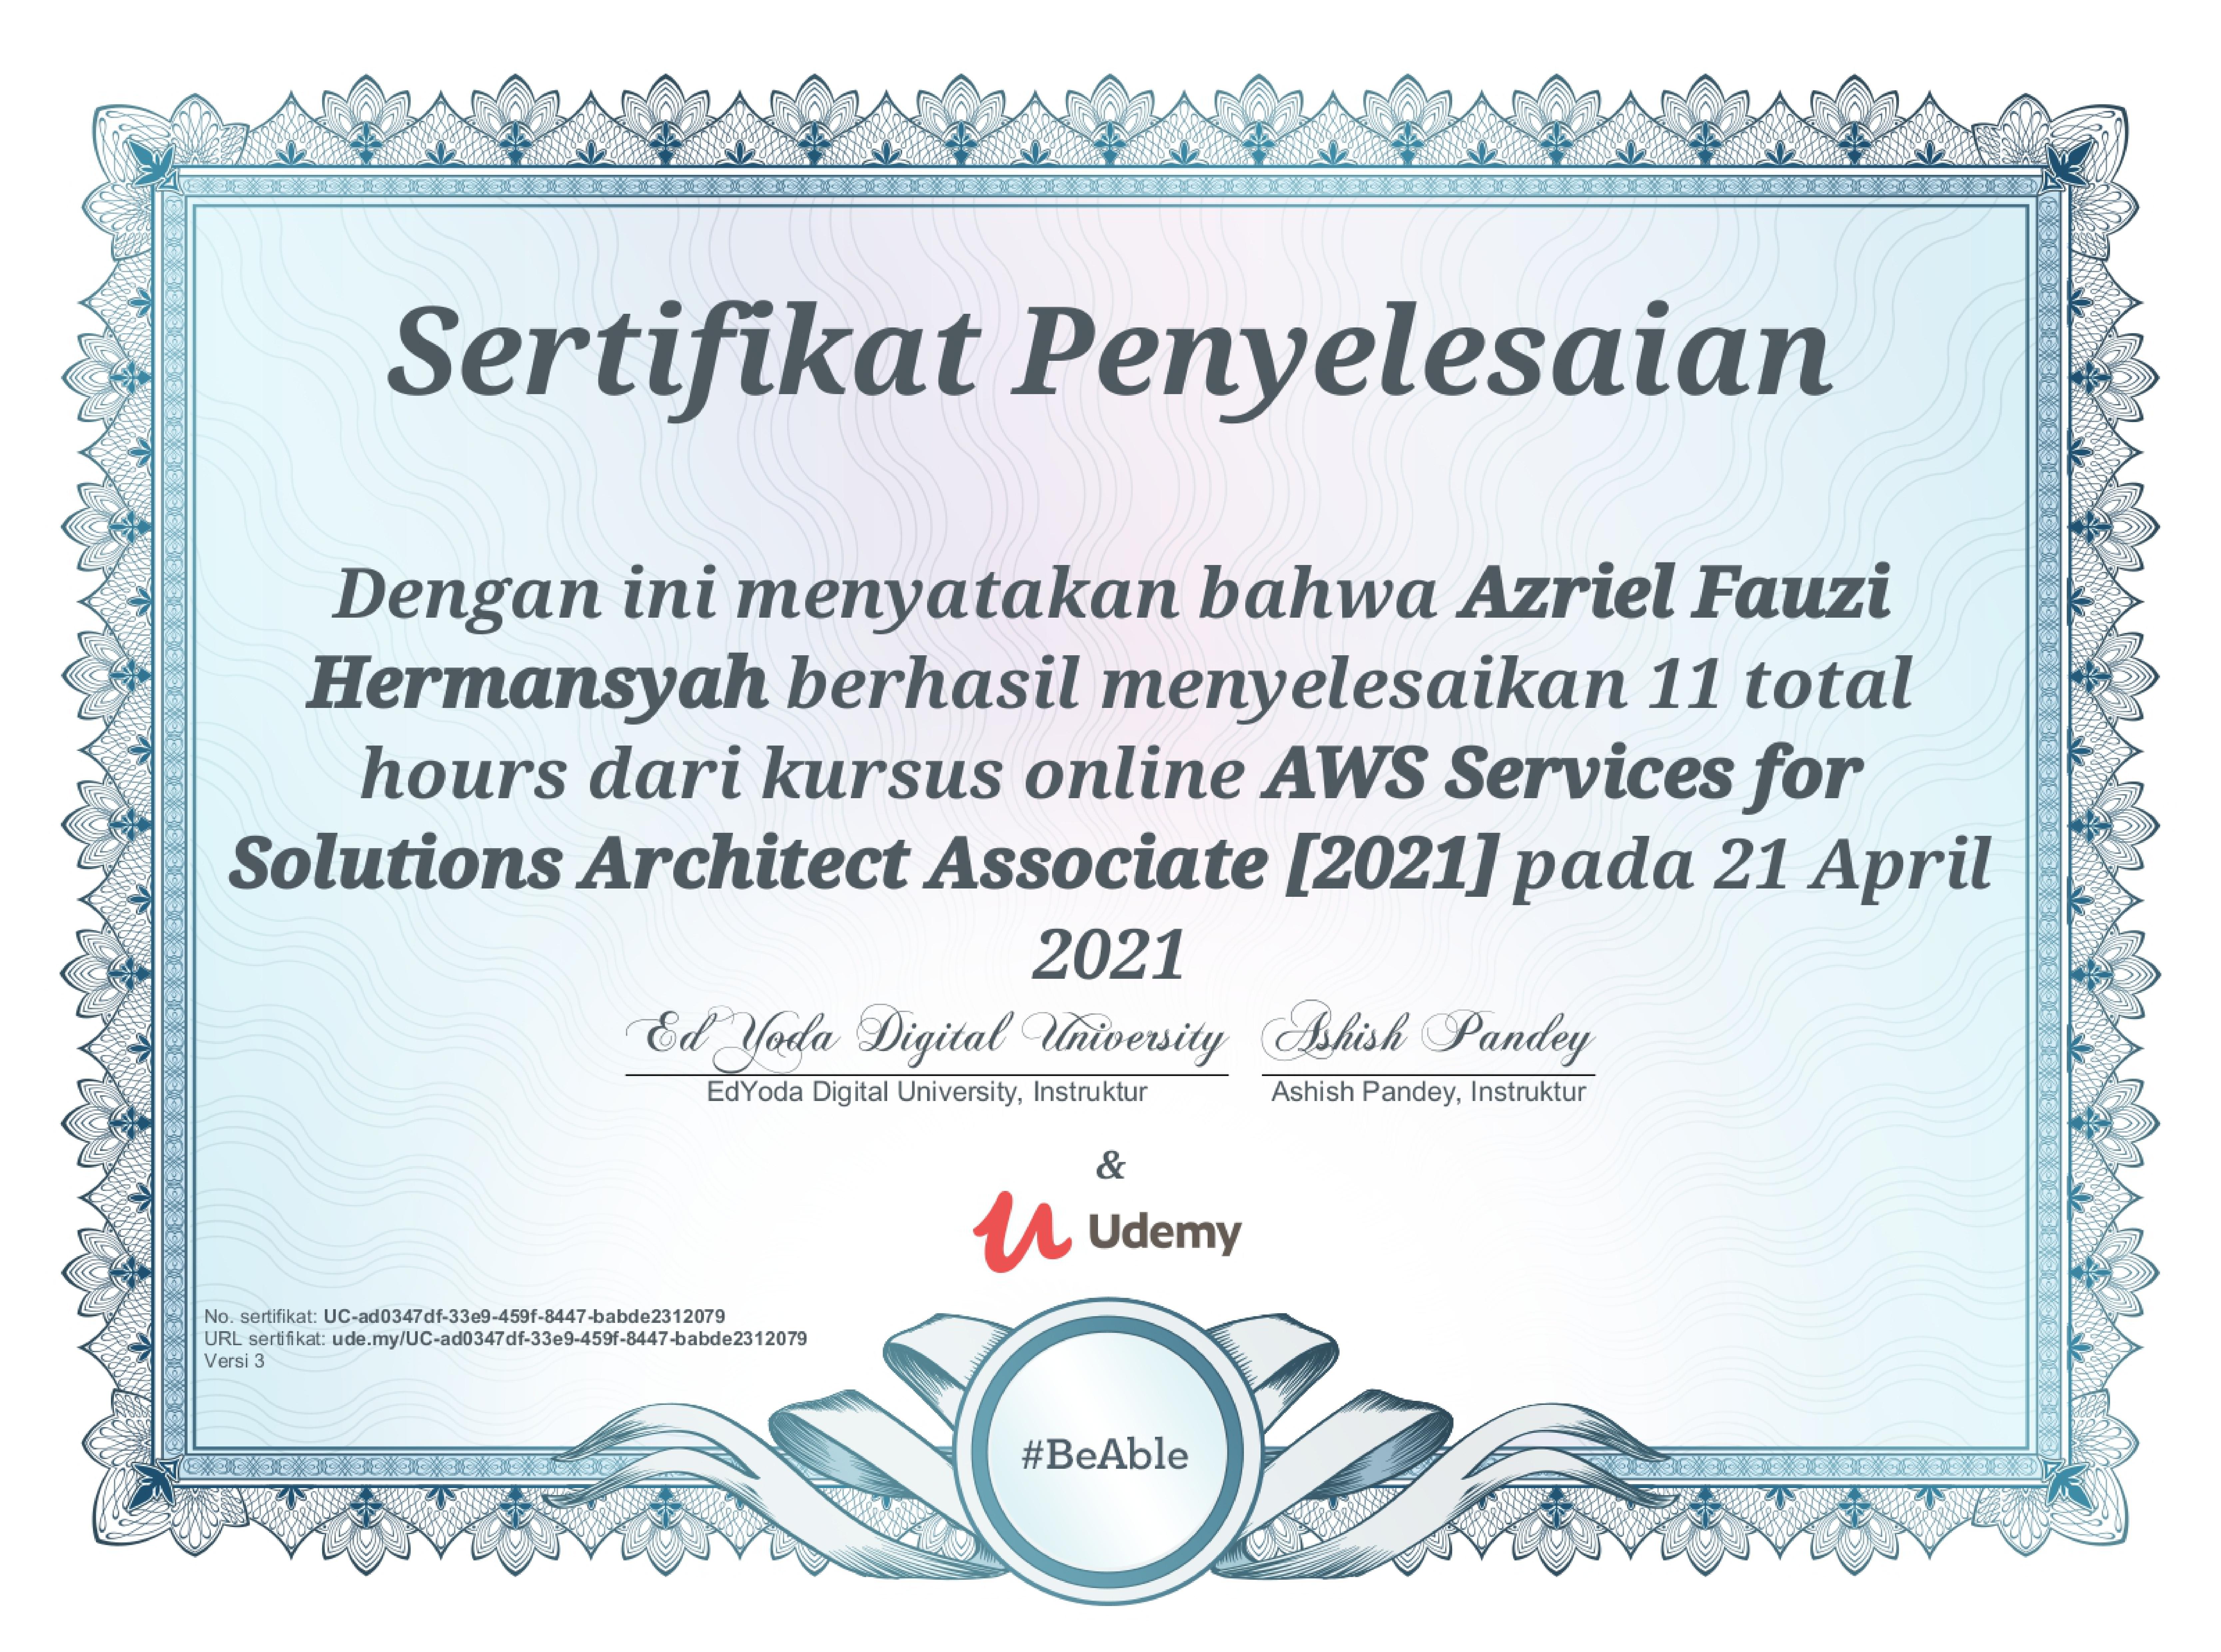 Sertifikat Penyelesaian
Dengan ini menyatakan bahwa Azriel Fauzi
Hermansyah berhasil menyelesaikan 11 total
hours dari kursus online AWS Services for
Solutions Architect Associate [2021] pada 21 April
2021
Ed Yoda Digital University Ashish Pandey
EdYoda Digital University, Instruktur Ashish Pandey, Instruktur
&
Udemy
No. sertifikat: UC-ad0347df-33e9-459f-8447-babde2312079
URL sertifikat: ude.my/UC-ad0347df-33e9-459f-8447-babde2312079
Versi 3
#BeAble